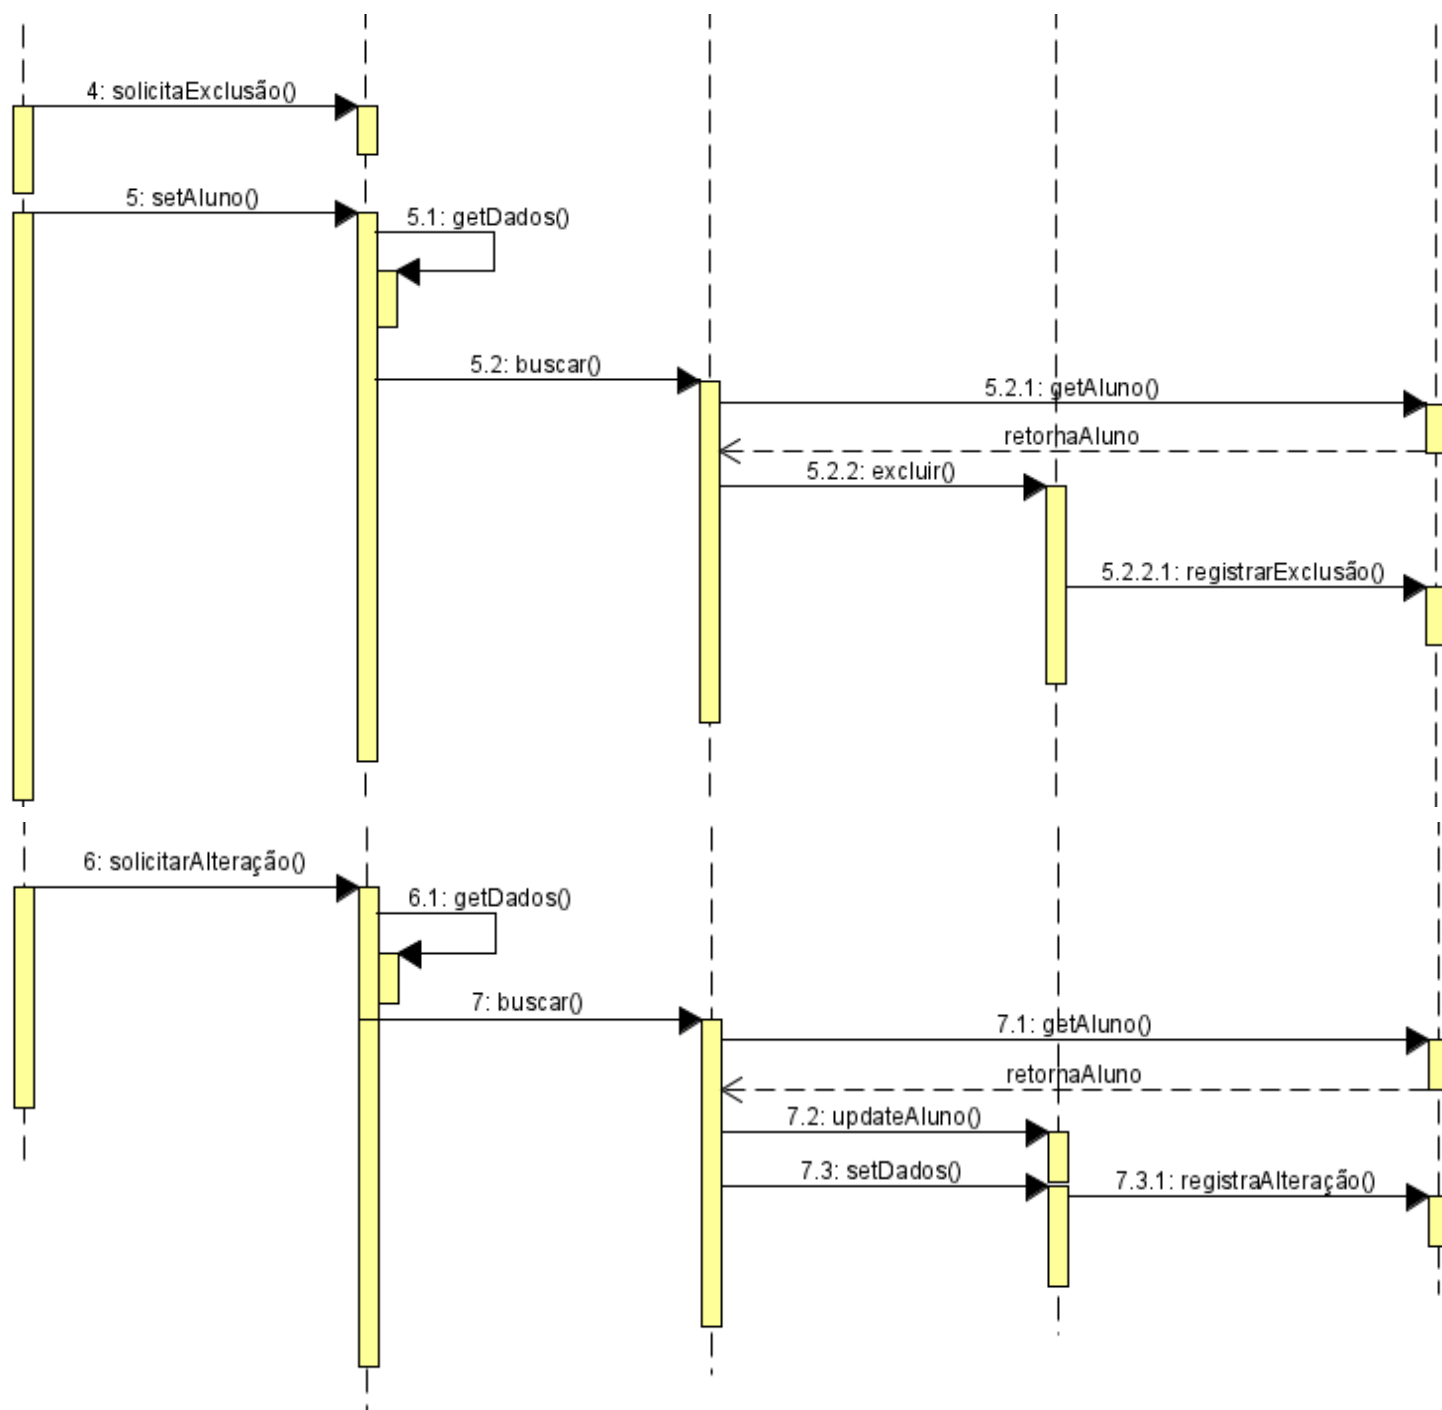 4: solicitaExclusão()
5: setAluno()
5.1: getDados()
5.2: buscar()
5.2.1: getAluno()
retornaAluno
5.2.2: excluir()
5.2.2.1: registrarExclusão()
6: solicitarAlteração()
6.1: getDados()
7: buscar()
7.1: getAluno()
retornaAluno
7.2: updateAluno()
7.3: setDados()
7.3.1: registraAlteração()